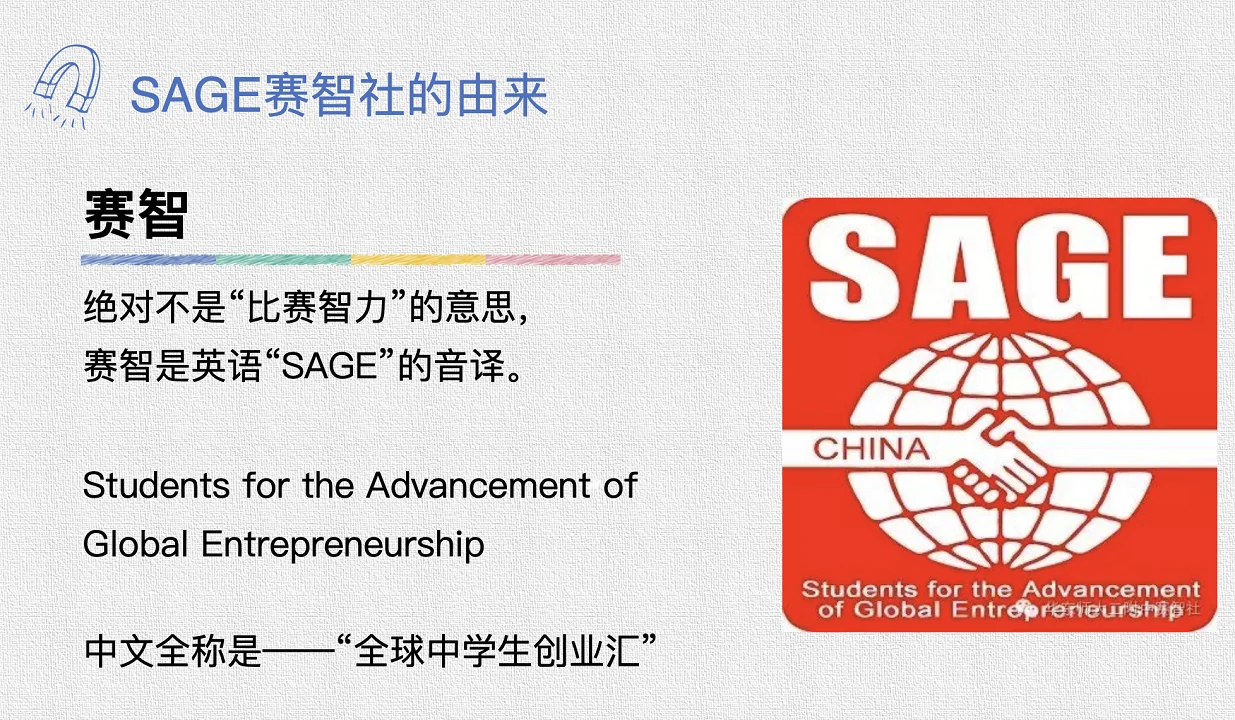 SAGE赛智社的由来
赛智
绝对不是“比赛智力”的意思，
赛智是英语“SAGE”的音译。
Students for the Advancement of
Global Entrepreneurship
中文全称是——“全球中学生创业汇”
SAGE
CHINA
Students for the Advancement
of Global Entrepreneurship